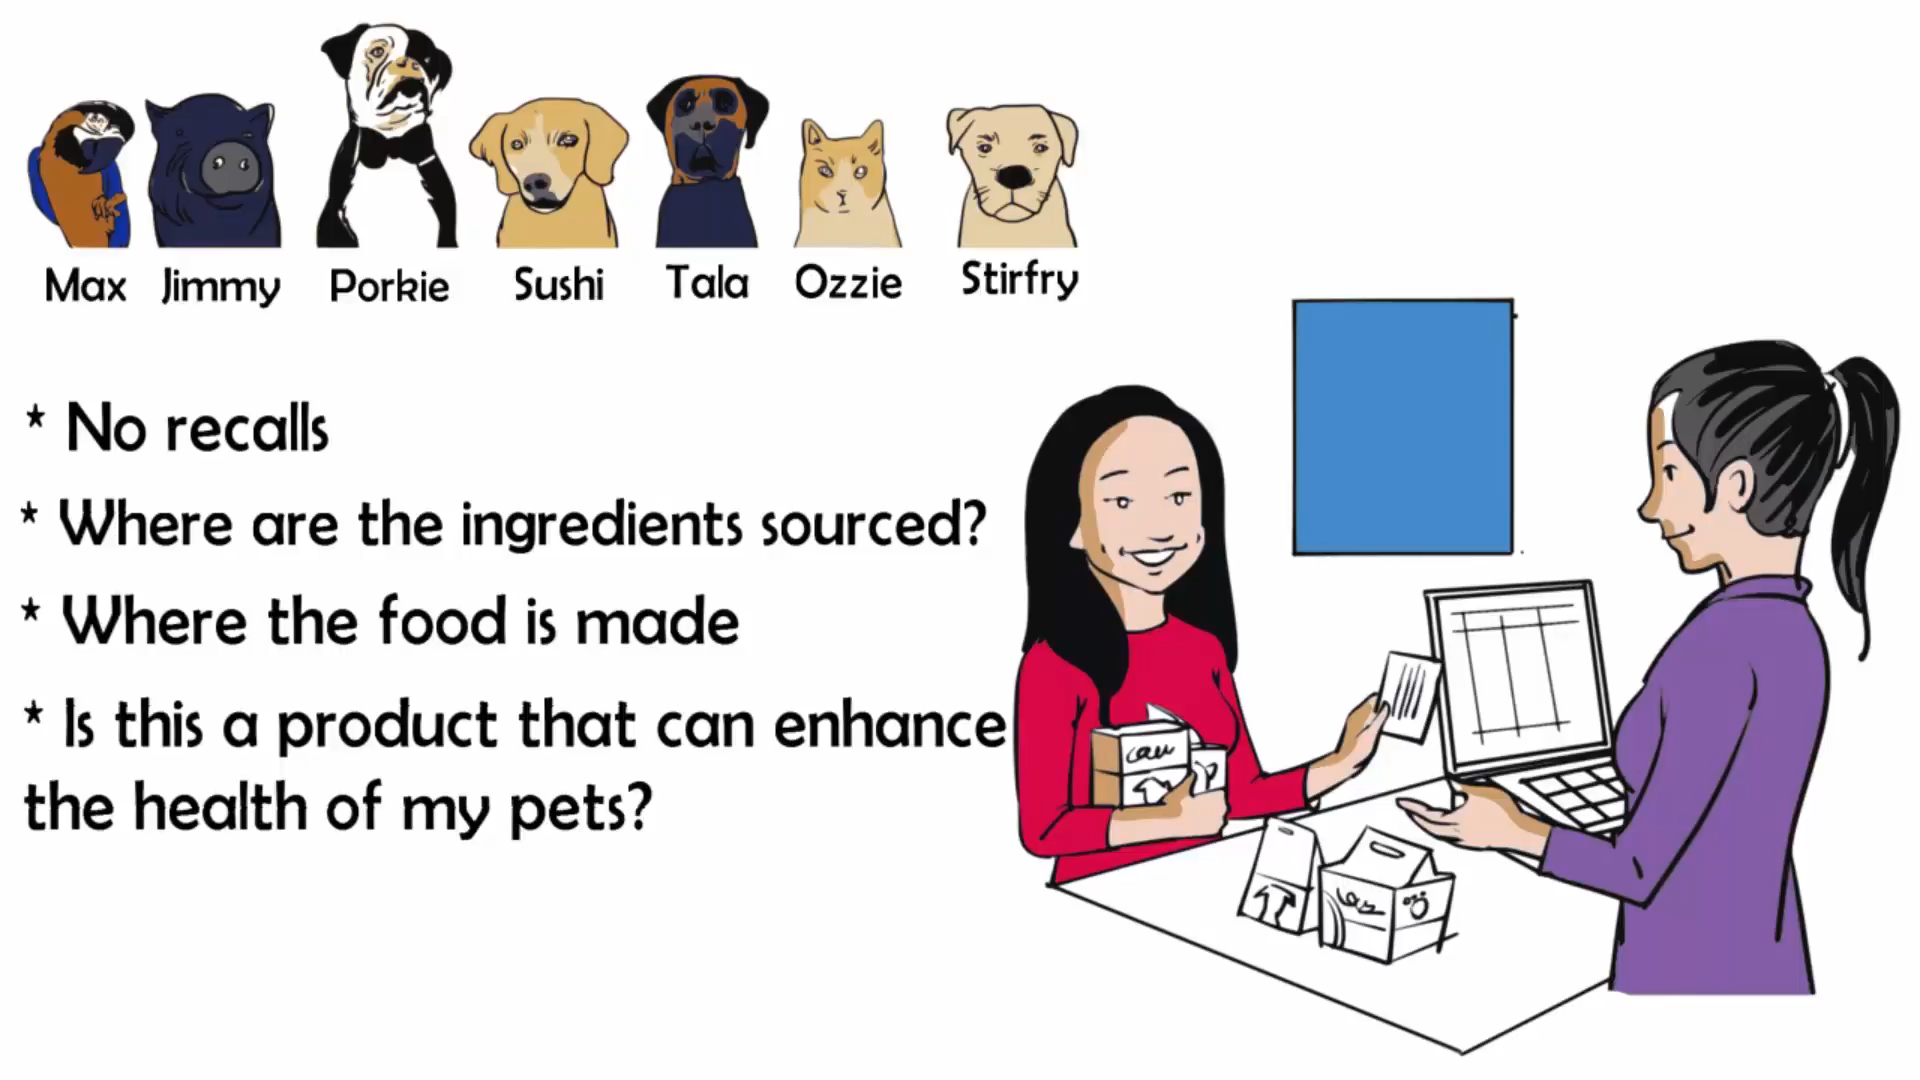 Max Jimmy Porkie Sushi Tala Ozzie Stirfry
* No recalls
* Where are the ingredients sourced?
* Where the food is made
* Is this a product that can enhance
the health of my pets?